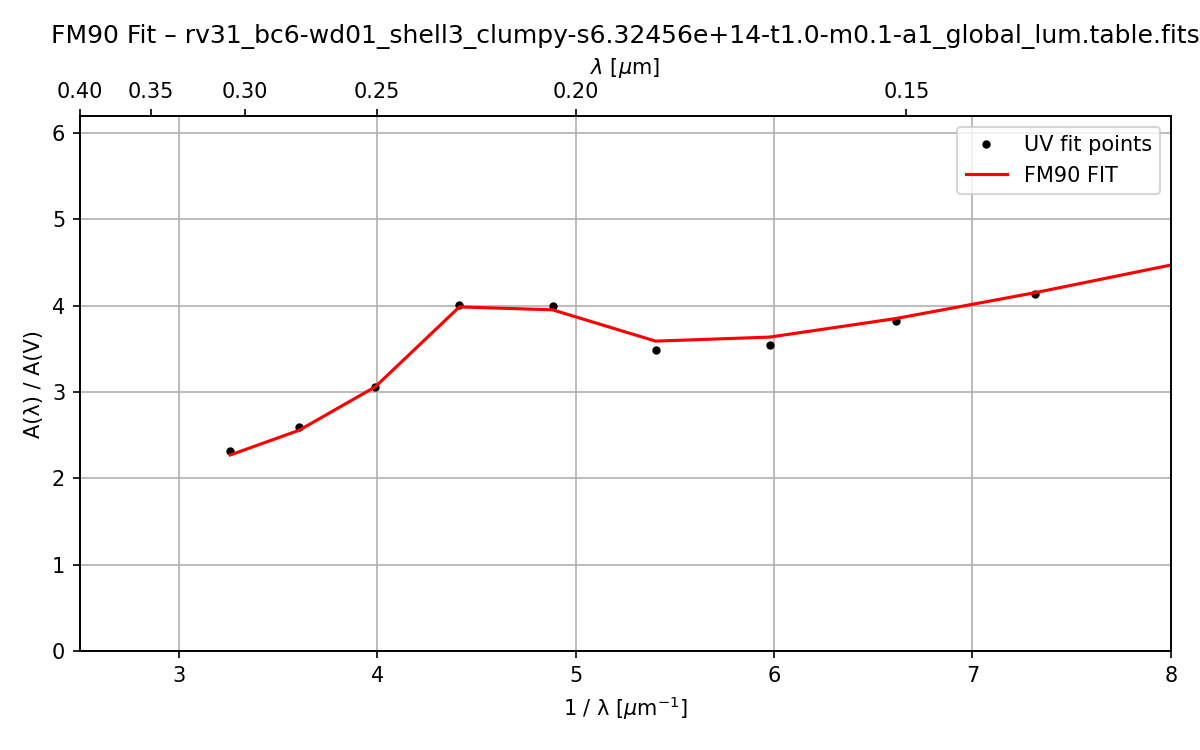 FM90 Fit – rv31_bc6-wd01_shell3_clumpy-s6.32456e+14-t1.0-m0.1-a1_global_lum.table.fits
λ [μm]
0.40 0.35 0.30 0.25 0.20 0.15
UV fit points
FM90 FIT
A(λ) / A(V)
6
5
4
3
2
1
0
3 4 5 6 7 8
1 / λ [μm⁻¹]